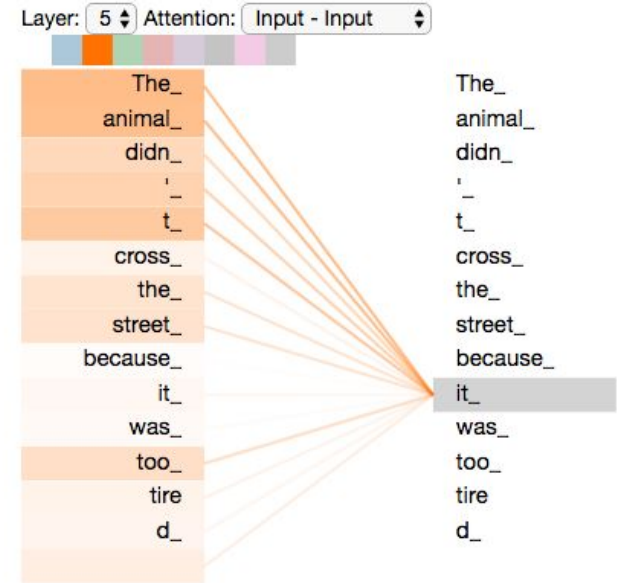 Layer: 5 Attention: Input - Input
The_ The_
animal_ animal_
didn_ didn_
'_ '_
t_ t_
cross_ cross_
the_ the_
street_ street_
because_ because_
it_ it_
was_ was_
too_ too_
tire tire
d_ d_